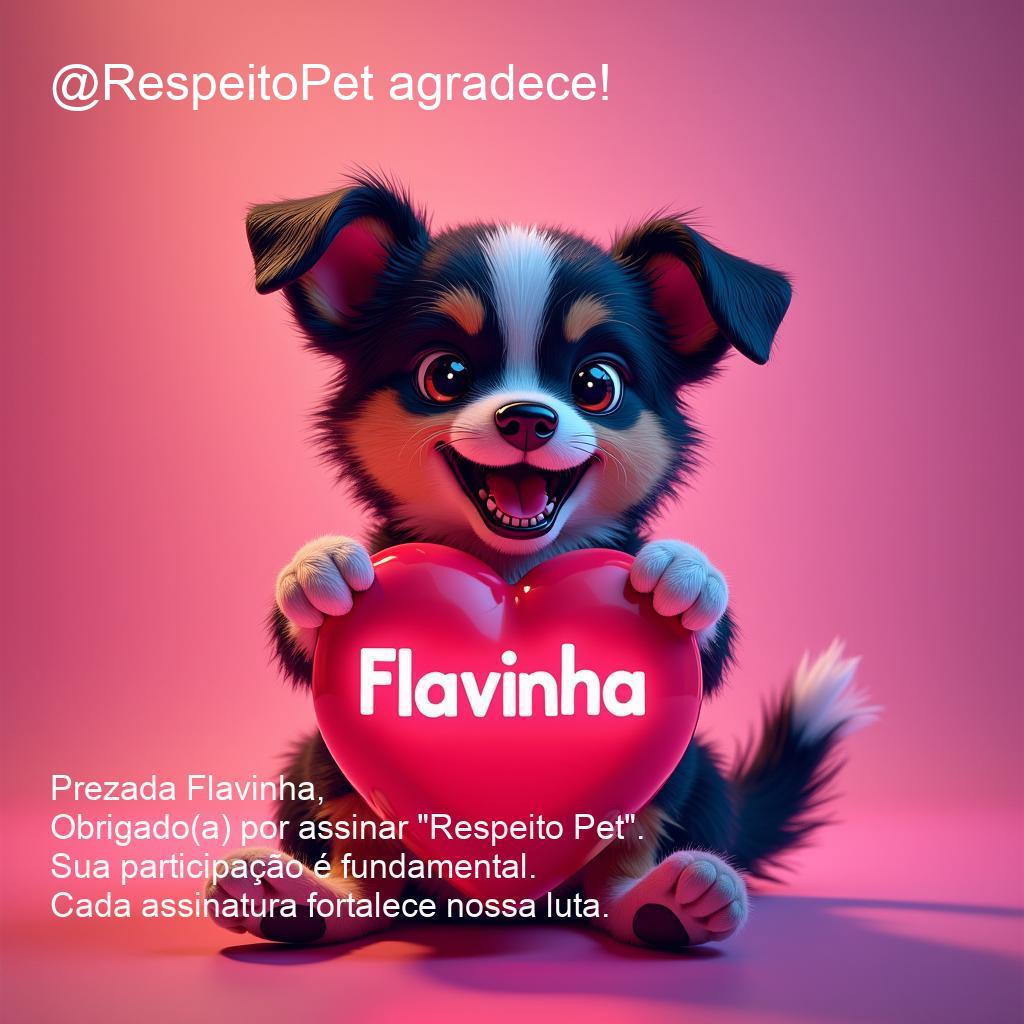 @RespeitoPet agradece!
Flavinha
Prezada Flavinha,
Obrigado(a) por assinar "Respeito Pet".
Sua participação é fundamental.
Cada assinatura fortalece nossa luta.